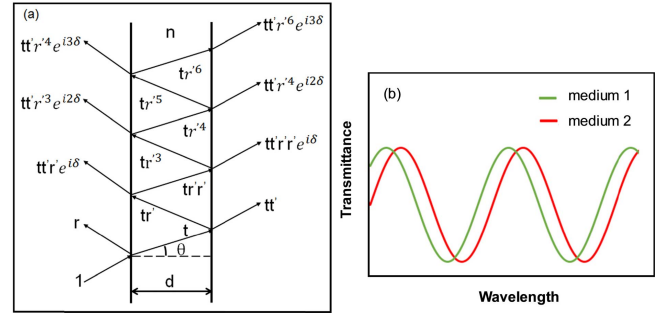 (a)
n
tt'r'⁴e^{i3δ}
tt'r'⁶e^{i3δ}
tr'⁶
tr'⁵
tt'r'³e^{i2δ}
tt'r'⁴e^{i2δ}
tr'⁴
tr'³
tt'r'e^{iδ}
tt'r'r'e^{iδ}
tr'r'
tr'
tt'
r
t
θ
1
d
(b)
medium 1
medium 2
Transmittance
Wavelength